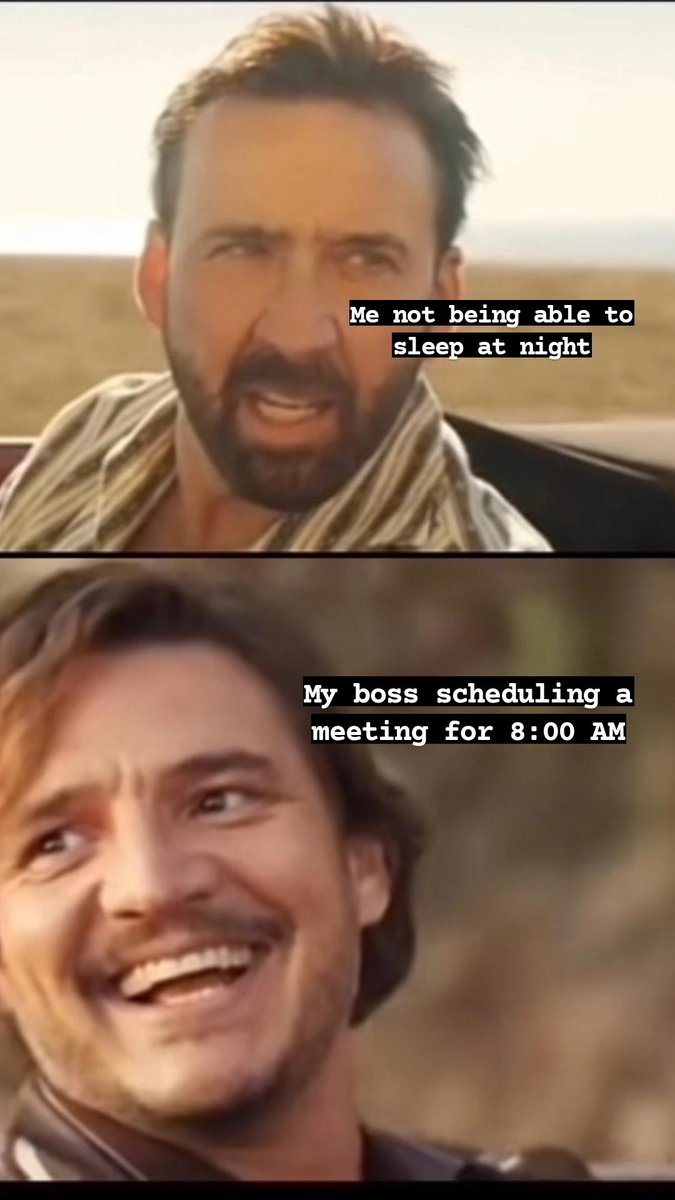 Me not being able to
sleep at night
My boss scheduling a
meeting for 8:00 AM